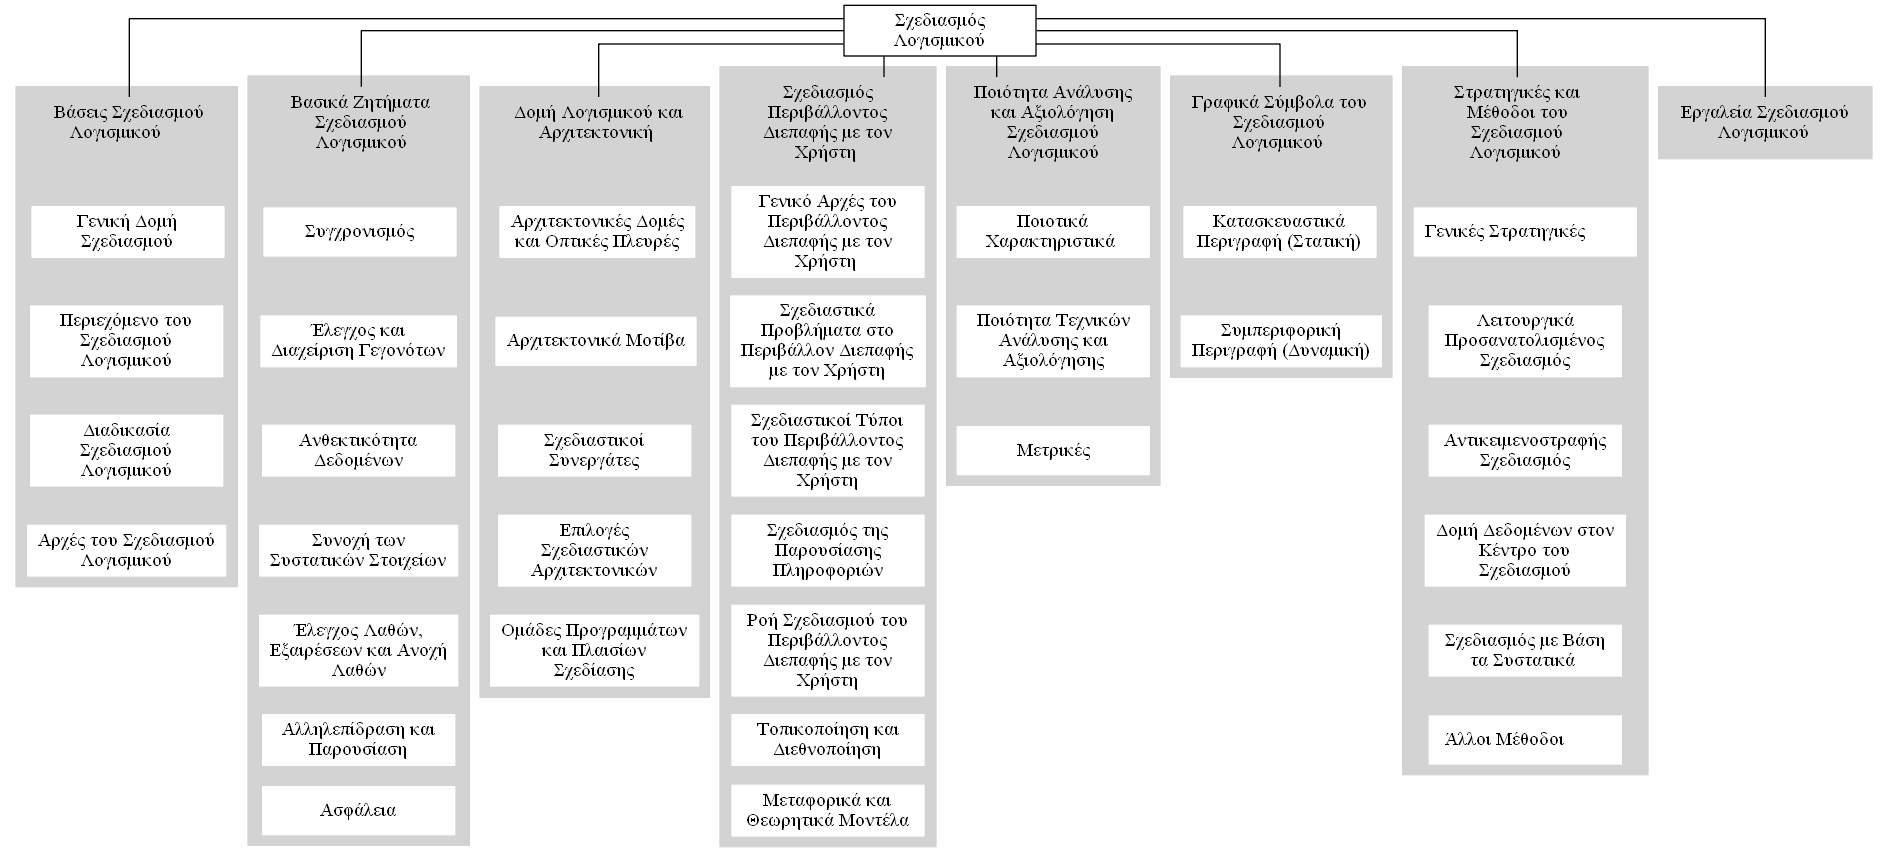 Σχεδιασμός
Λογισμικού
Βάσεις Σχεδιασμού
Λογισμικού
Γενική Δομή
Σχεδιασμού
Περιεχόμενο του
Σχεδιασμού
Λογισμικού
Διαδικασία
Σχεδιασμού
Λογισμικού
Αρχές του Σχεδιασμού
Λογισμικού
Βασικά Ζητήματα
Σχεδιασμού
Λογισμικού
Συγχρονισμός
Έλεγχος και
Διαχείριση Γεγονότων
Ανθεκτικότητα
Δεδομένων
Συνοχή των
Συστατικών Στοιχείων
Έλεγχος Λαθών,
Εξαιρέσεων και Ανοχή
Λαθών
Αλληλεπίδραση και
Παρουσίαση
Ασφάλεια
Δομή Λογισμικού και
Αρχιτεκτονική
Αρχιτεκτονικές Δομές
και Οπτικές Πλευρές
Αρχιτεκτονικά Μοτίβα
Σχεδιαστικοί
Συνεργάτες
Επιλογές
Σχεδιαστικών
Αρχιτεκτονικών
Ομάδες Προγραμμάτων
και Πλαισίων
Σχεδίασης
Σχεδιασμός
Περιβάλλοντος
Διεπαφής με τον
Χρήστη
Γενικό Αρχές του
Περιβάλλοντος
Διεπαφής με τον
Χρήστη
Σχεδιαστικά
Προβλήματα στο
Περιβάλλον Διεπαφής
με τον Χρήστη
Σχεδιαστικοί Τύποι
του Περιβάλλοντος
Διεπαφής με τον
Χρήστη
Σχεδιασμός της
Παρουσίασης
Πληροφοριών
Ροή Σχεδιασμού του
Περιβάλλοντος
Διεπαφής με τον
Χρήστη
Τοπικοποίηση και
Διεθνοποίηση
Μεταφορικά και
Θεωρητικά Μοντέλα
Ποιότητα Ανάλυσης
και Αξιολόγηση
Σχεδιασμού
Λογισμικού
Ποιοτικά
Χαρακτηριστικά
Ποιότητα Τεχνικών
Ανάλυσης και
Αξιολόγησης
Μετρικές
Γραφικά Σύμβολα του
Σχεδιασμού
Λογισμικού
Κατασκευαστικά
Περιγραφή (Στατική)
Συμπεριφορική
Περιγραφή (Δυναμική)
Στρατηγικές και
Μέθοδοι του
Σχεδιασμού
Λογισμικού
Γενικές Στρατηγικές
Λειτουργικά
Προσανατολισμένος
Σχεδιασμός
Αντικειμενοστραφής
Σχεδιασμός
Δομή Δεδομένων στον
Κέντρο του
Σχεδιασμού
Σχεδιασμός με Βάση
τα Συστατικά
Άλλοι Μέθοδοι
Εργαλεία Σχεδιασμού
Λογισμικού